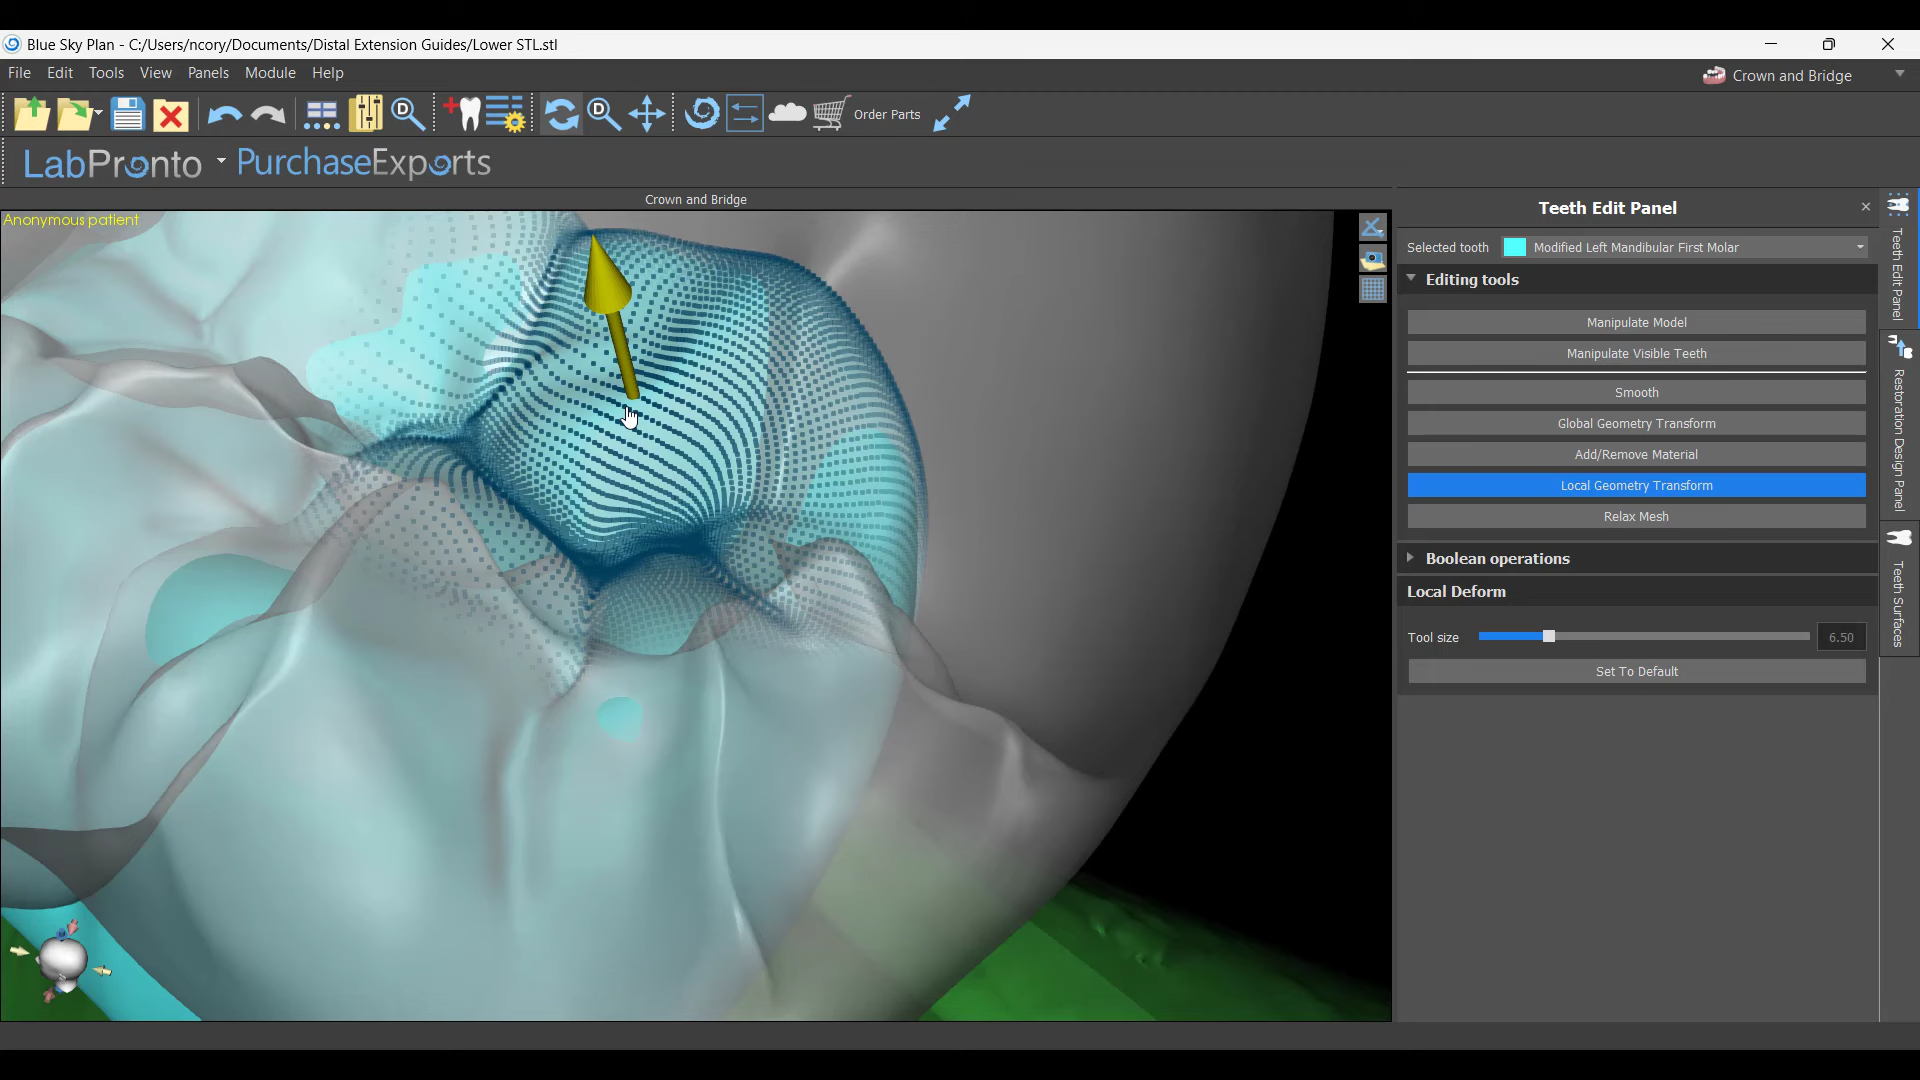 Blue Sky Plan - C:/Users/ncory/Documents/Distal Extension Guides/Lower STL.stl
File Edit Tools View Panels Module Help
Crown and Bridge
Order Parts
LabPronto PurchaseExports
Crown and Bridge
Anonymous patient
Teeth Edit Panel
Selected tooth Modified Left Mandibular First Molar
Editing tools
Manipulate Model
Manipulate Visible Teeth
Smooth
Global Geometry Transform
Add/Remove Material
Local Geometry Transform
Relax Mesh
Boolean operations
Local Deform
Tool size 6.50
Set To Default
Teeth Edit Panel
Restoration Design Panel
Teeth Surfaces